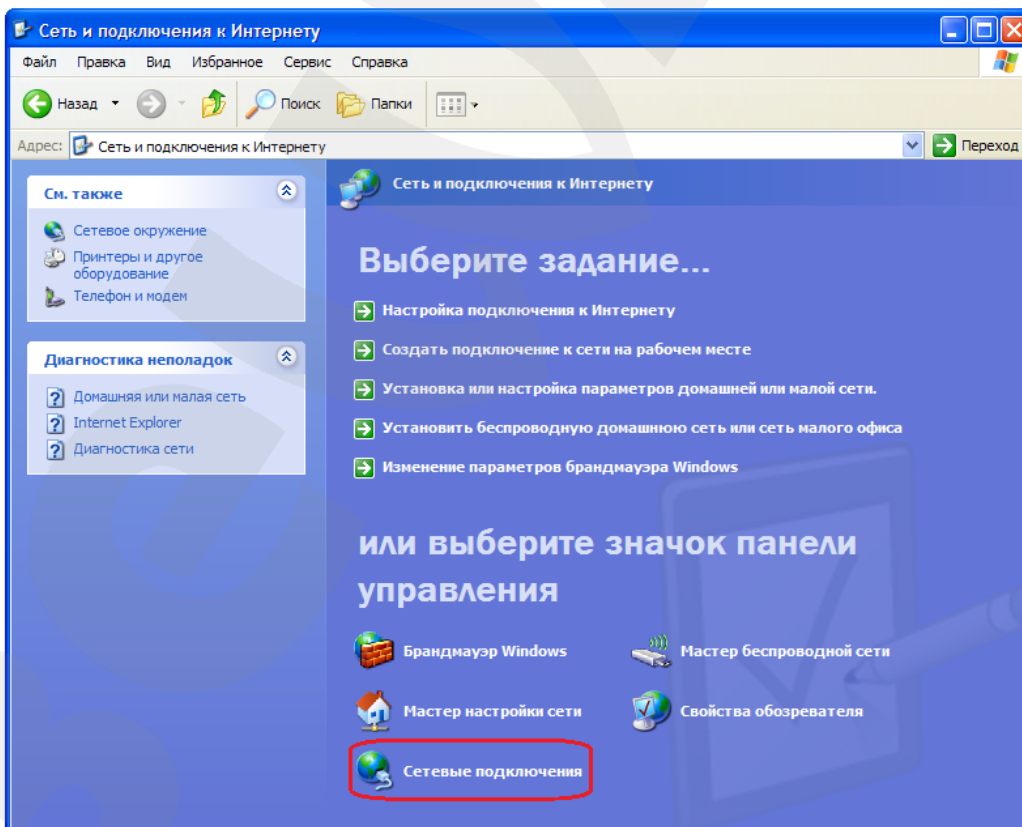 Сеть и подключения к Интернету
Файл Правка Вид Избранное Сервис Справка
Назад Поиск Папки
Адрес: Сеть и подключения к Интернету Переход
См. также
Сетевое окружение
Принтеры и другое
оборудование
Телефон и модем
Диагностика неполадок
Домашняя или малая сеть
Internet Explorer
Диагностика сети
Сеть и подключения к Интернету
Выберите задание...
Настройка подключения к Интернету
Создать подключение к сети на рабочем месте
Установка или настройка параметров домашней или малой сети.
Установить беспроводную домашнюю сеть или сеть малого офиса
Изменение параметров брандмауэра Windows
или выберите значок панели
управления
Брандмауэр Windows Мастер беспроводной сети
Мастер настройки сети Свойства обозревателя
Сетевые подключения